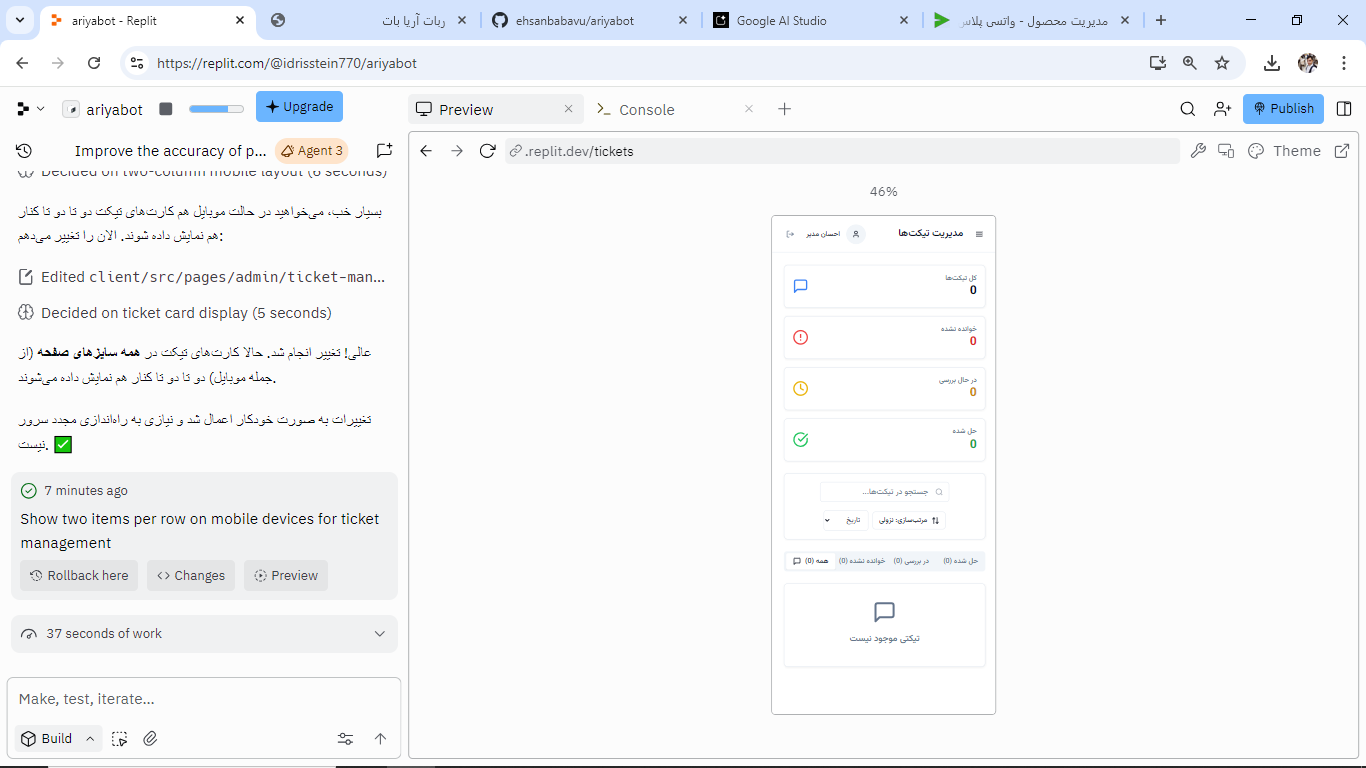 ariyabot - Replit
ربات آریا بات
ehsanbabavu/ariyabot
Google AI Studio
مدیریت محصول - واتسی پلاس
https://replit.com/@idrisstein770/ariyabot
ariyabot
Upgrade
Preview
Console
Publish
Improve the accuracy of p...
Agent 3
.replit.dev/tickets
Theme
Decided on two-column mobile layout (6 seconds)
بسیار خب، می‌خواهید در حالت موبایل هم کارت‌های تیکت دو تا دو تا کنار
هم نمایش داده شوند. الان را تغییر می‌دهم:
Edited client/src/pages/admin/ticket-man...
Decided on ticket card display (5 seconds)
عالی! تغییر انجام شد. حالا کارت‌های تیکت در همه سایزهای صفحه (از
جمله موبایل) دو تا دو تا کنار هم نمایش داده می‌شوند.
تغییرات به صورت خودکار اعمال شد و نیازی به راه‌اندازی مجدد سرور
نیست. ✅
7 minutes ago
Show two items per row on mobile devices for ticket
management
Rollback here
Changes
Preview
37 seconds of work
Make, test, iterate...
Build
46%
مدیریت تیکت‌ها
احسان مدیر
کل تیکت‌ها
0
خوانده نشده
0
در حال بررسی
0
حل شده
0
جستجو در تیکت‌ها...
مرتب‌سازی: نزولی
تاریخ
همه (0)
خوانده نشده (0)
در بررسی (0)
حل شده (0)
تیکتی موجود نیست